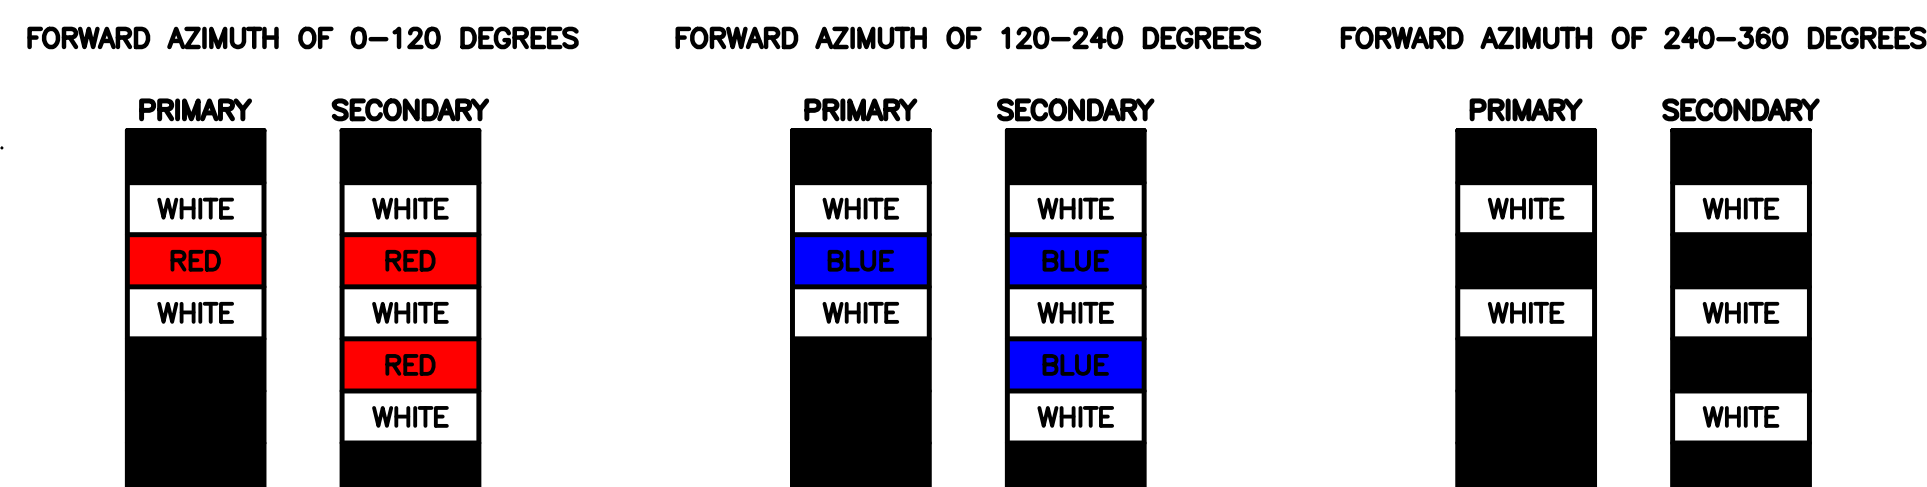 FORWARD AZIMUTH OF 0-120 DEGREES
PRIMARY SECONDARY
WHITE WHITE
RED RED
WHITE WHITE
RED
WHITE
FORWARD AZIMUTH OF 120-240 DEGREES
PRIMARY SECONDARY
WHITE WHITE
BLUE BLUE
WHITE WHITE
BLUE
WHITE
FORWARD AZIMUTH OF 240-360 DEGREES
PRIMARY SECONDARY
WHITE WHITE
WHITE WHITE
WHITE